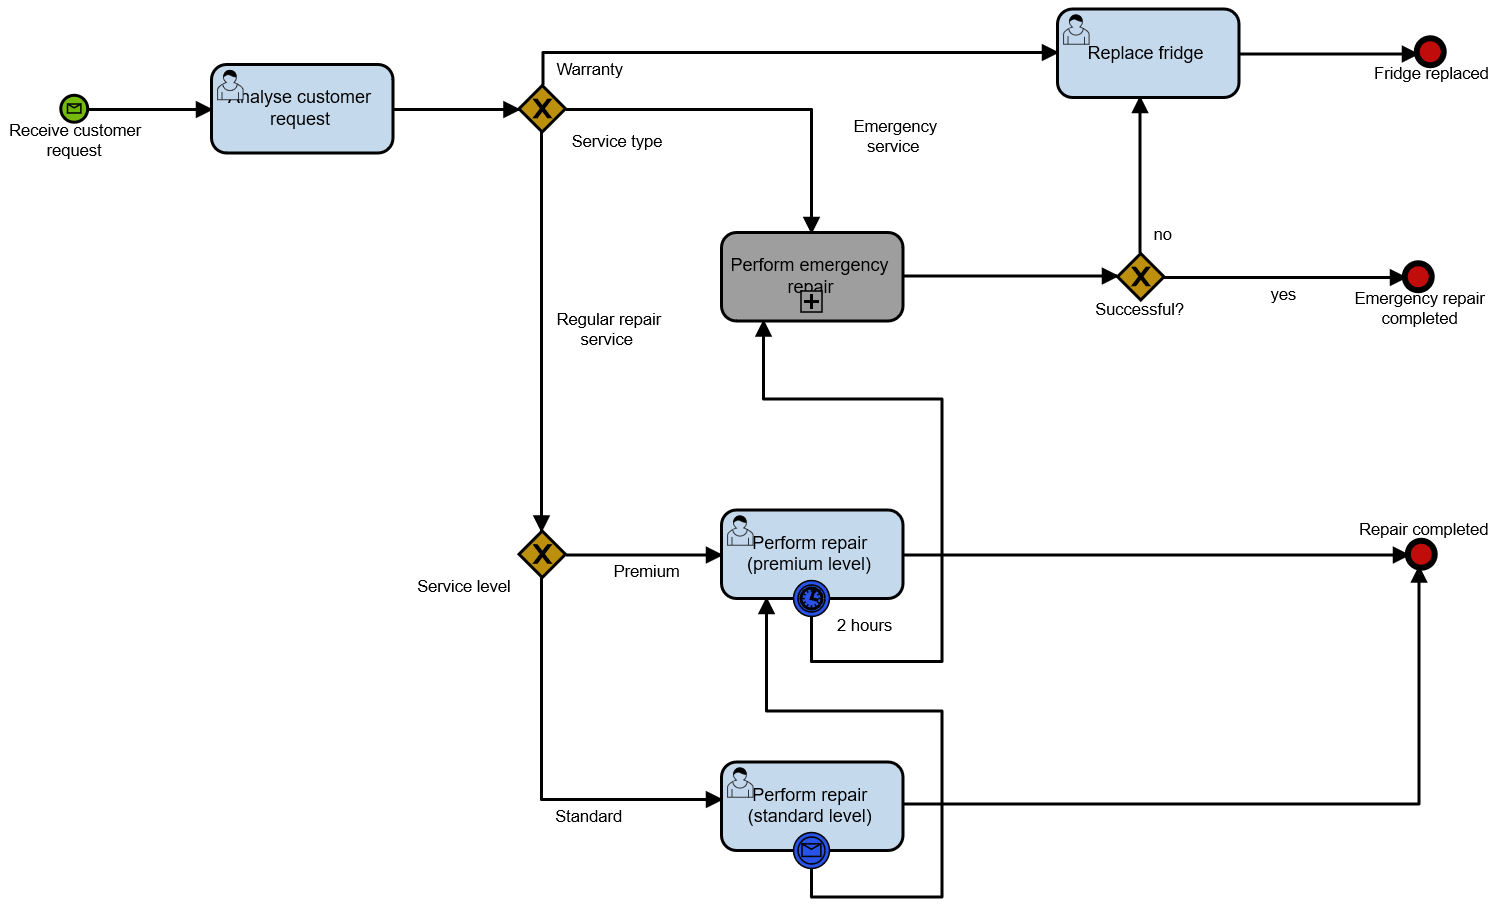 Replace fridge
Fridge replaced
Warranty
Analyse customer
request
Receive customer
request
Service type
Emergency
service
no
Perform emergency
repair
Successful?
yes
Emergency repair
completed
Regular repair
service
Repair completed
Perform repair
(premium level)
Premium
Service level
2 hours
Perform repair
(standard level)
Standard